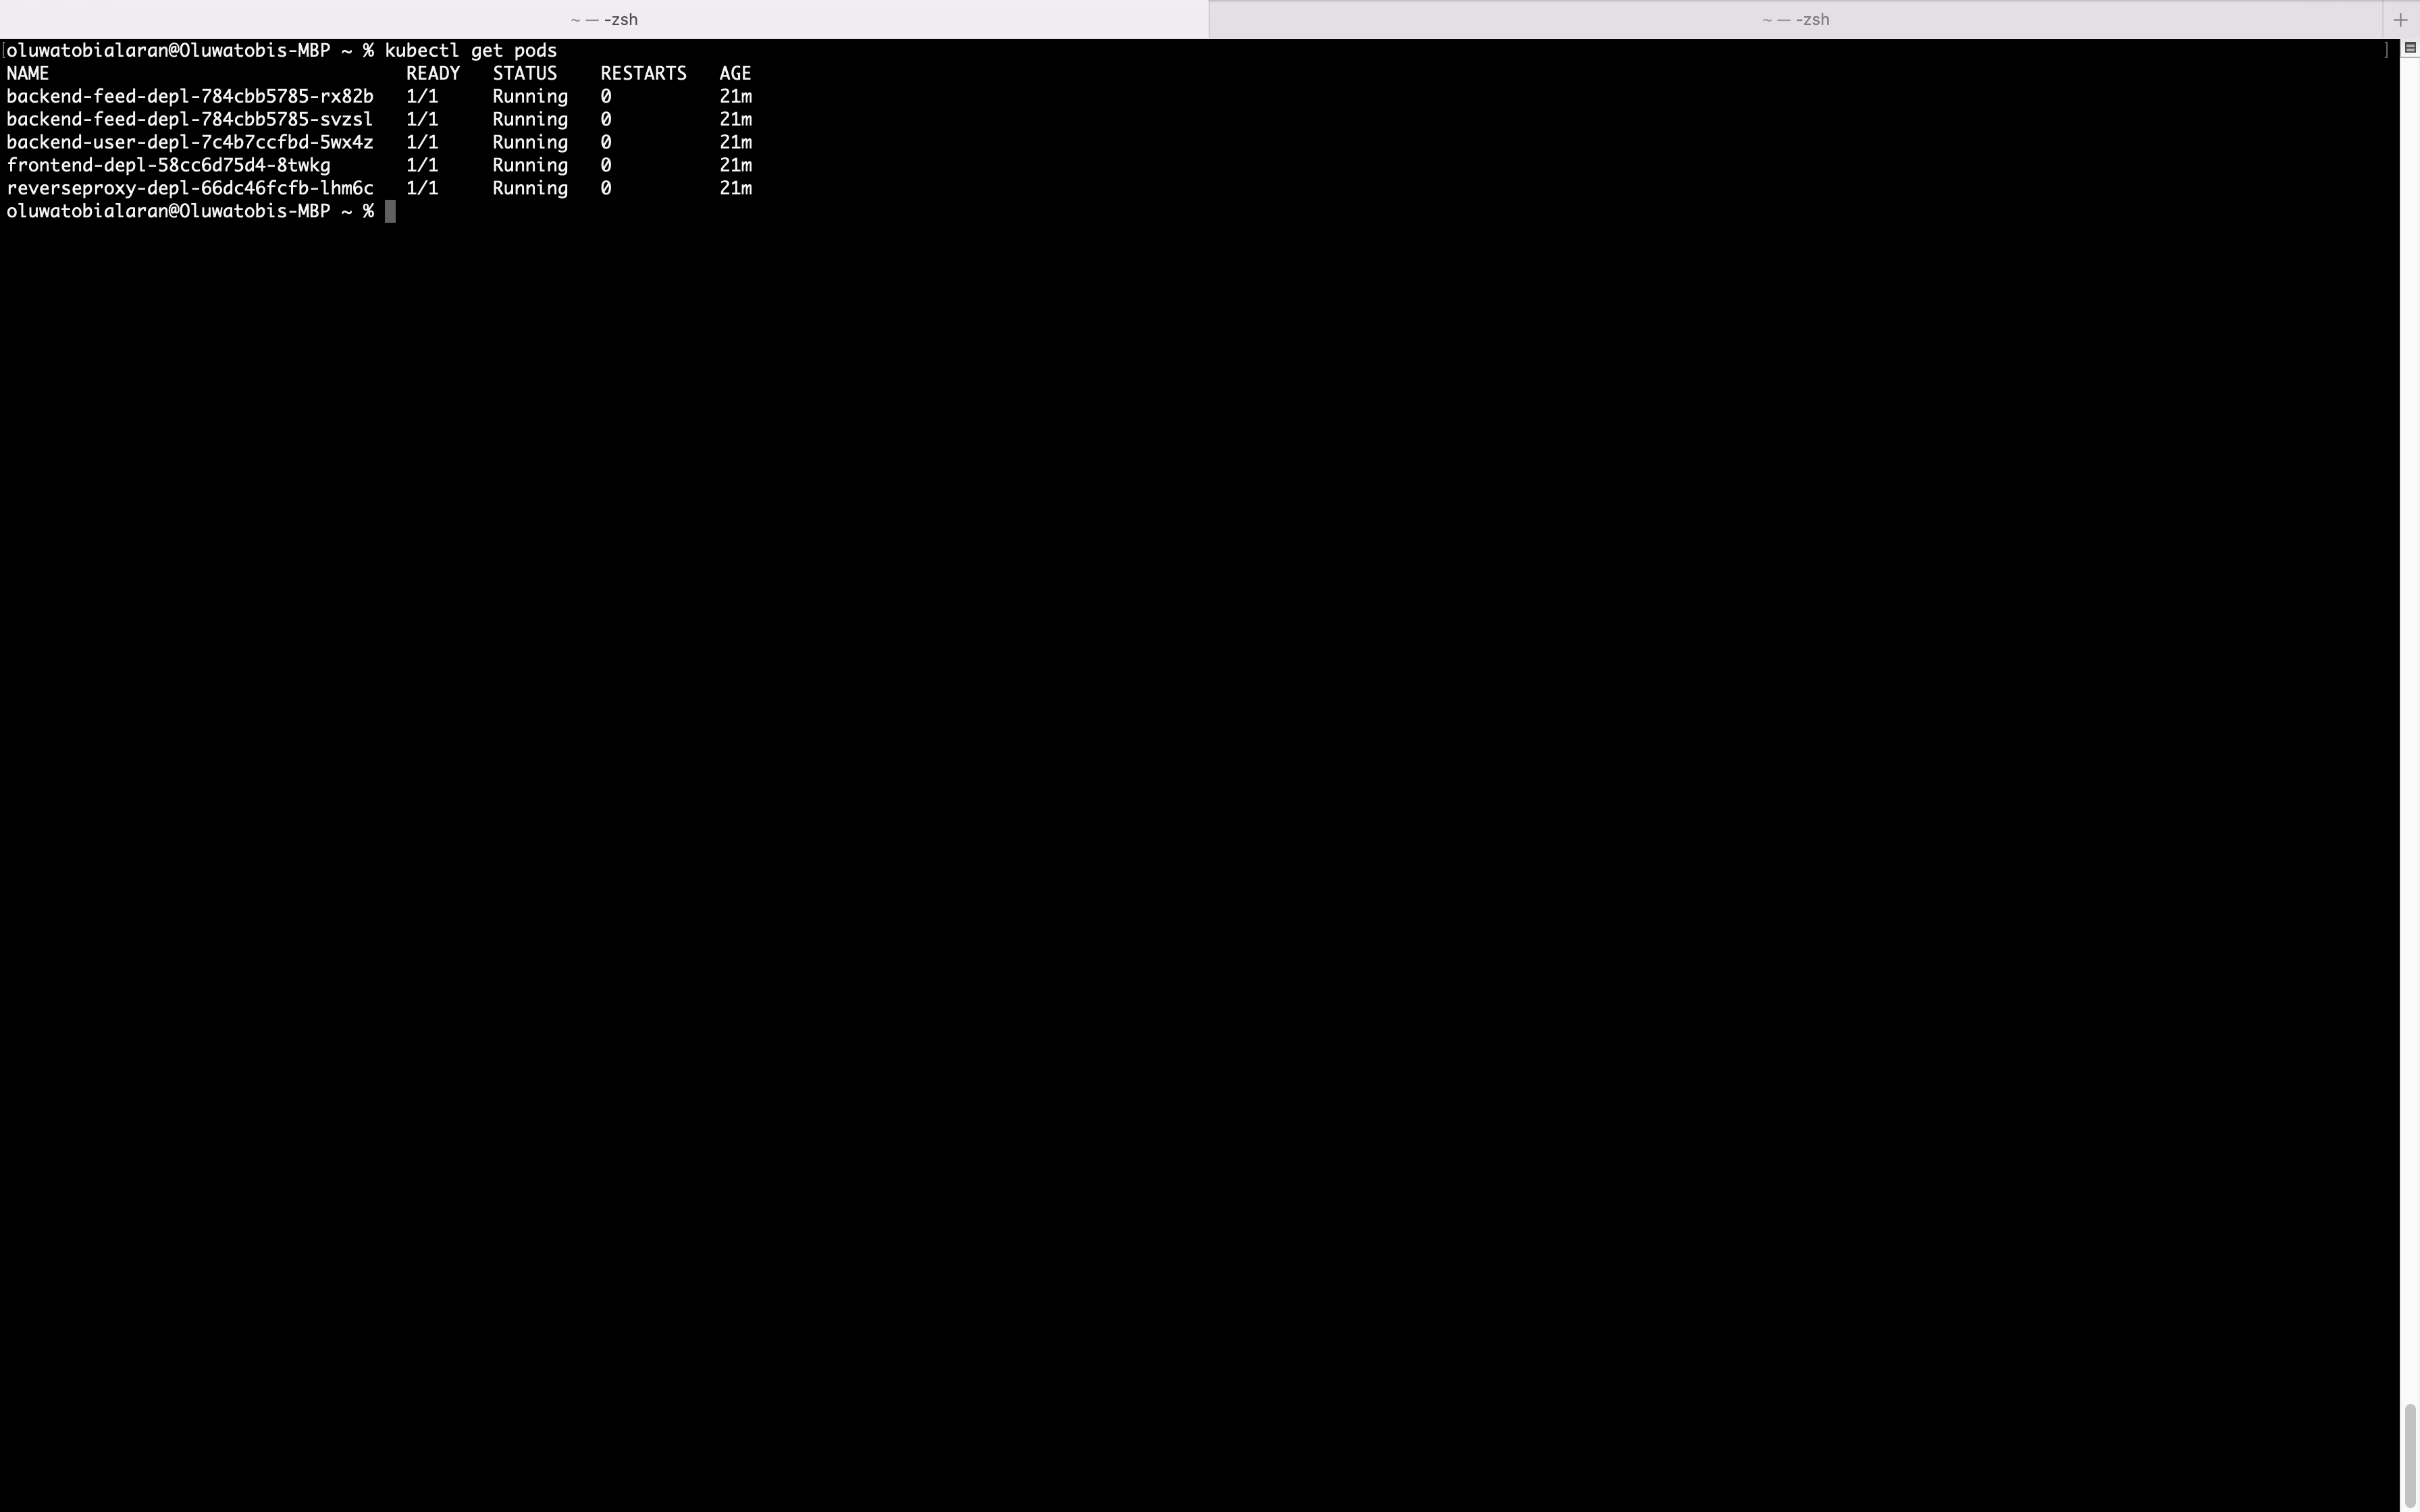 ~ — -zsh ~ — -zsh +
[oluwatobialaran@Oluwatobis-MBP ~ % kubectl get pods ]
NAME READY STATUS RESTARTS AGE
backend-feed-depl-784cbb5785-rx82b 1/1 Running 0 21m
backend-feed-depl-784cbb5785-svzsl 1/1 Running 0 21m
backend-user-depl-7c4b7ccfbd-5wx4z 1/1 Running 0 21m
frontend-depl-58cc6d75d4-8twkg 1/1 Running 0 21m
reverseproxy-depl-66dc46fcfb-lhm6c 1/1 Running 0 21m
oluwatobialaran@Oluwatobis-MBP ~ %